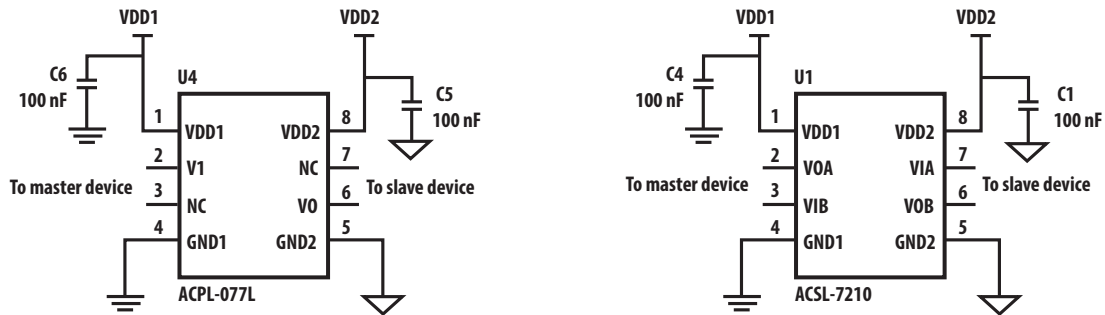 VDD1
VDD2
C6
100 nF
U4
C5
100 nF
1
VDD1
VDD2
8
2
V1
NC
7
To master device
To slave device
3
NC
VO
6
4
GND1
GND2
5
ACPL-077L
VDD1
VDD2
C4
100 nF
U1
C1
100 nF
1
VDD1
VDD2
8
2
VOA
VIA
7
To master device
To slave device
3
VIB
VOB
6
4
GND1
GND2
5
ACSL-7210